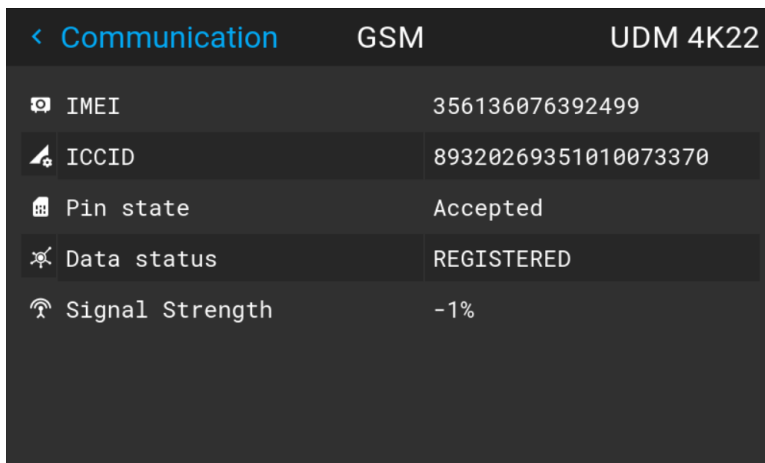 Communication GSM UDM 4K22
IMEI 356136076392499
ICCID 89320269351010073370
Pin state Accepted
Data status REGISTERED
Signal Strength -1%